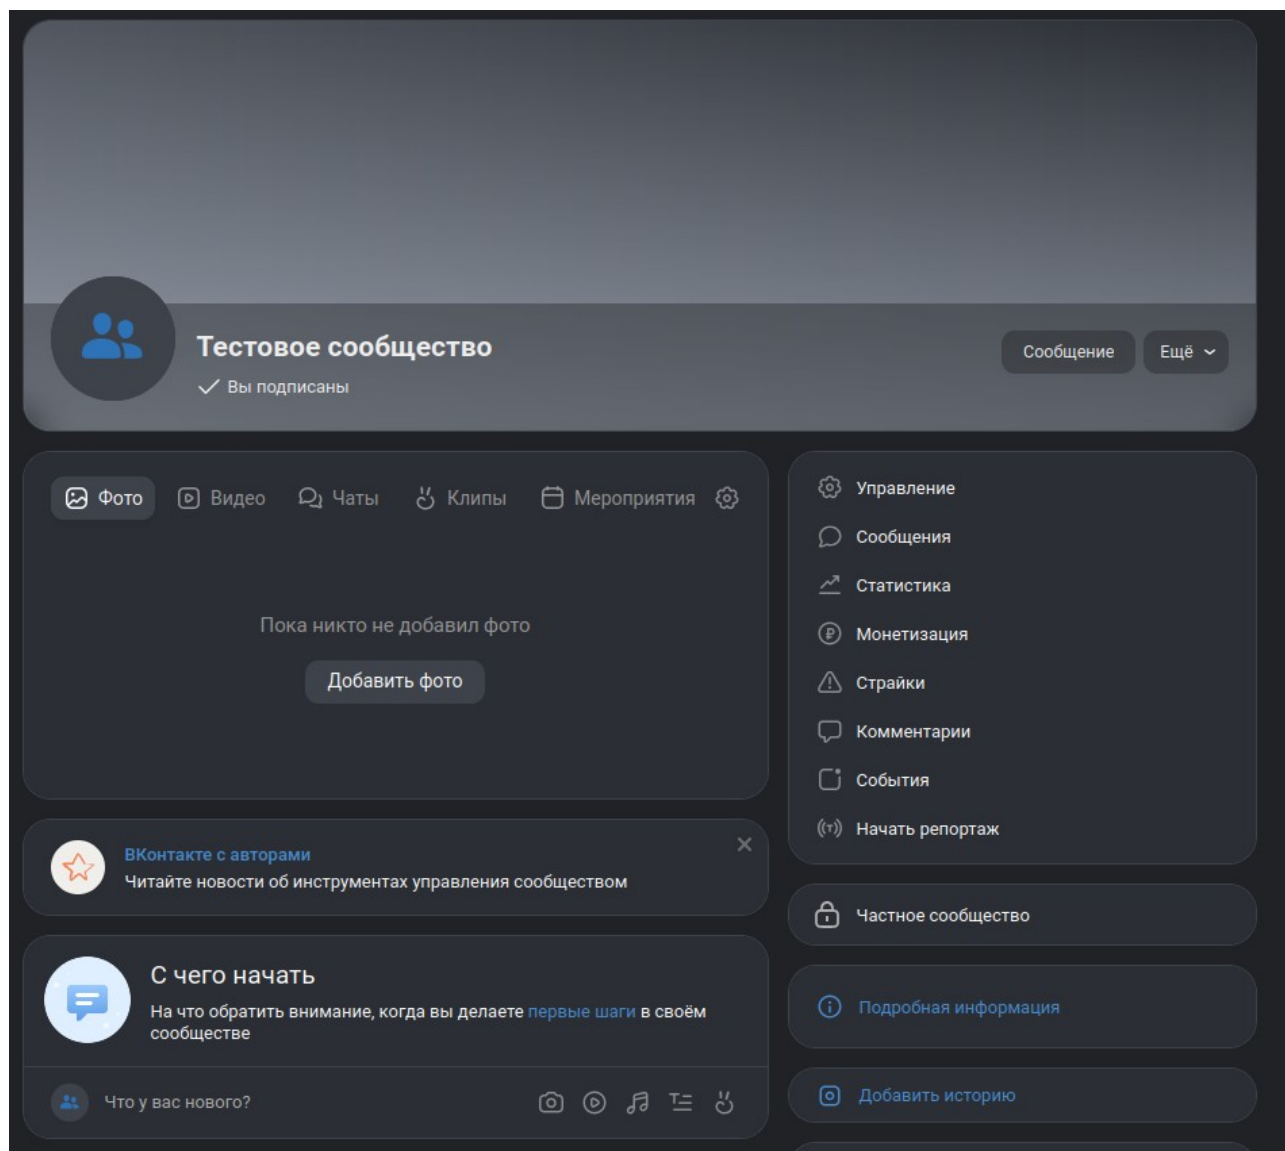 Тестовое сообщество
Вы подписаны
Сообщение
Ещё
Фото
Видео
Чаты
Клипы
Мероприятия
Пока никто не добавил фото
Добавить фото
ВКонтакте с авторами
Читайте новости об инструментах управления сообществом
С чего начать
На что обратить внимание, когда вы делаете первые шаги в своём
сообществе
Что у вас нового?
Управление
Сообщения
Статистика
Монетизация
Страйки
Комментарии
События
Начать репортаж
Частное сообщество
Подробная информация
Добавить историю